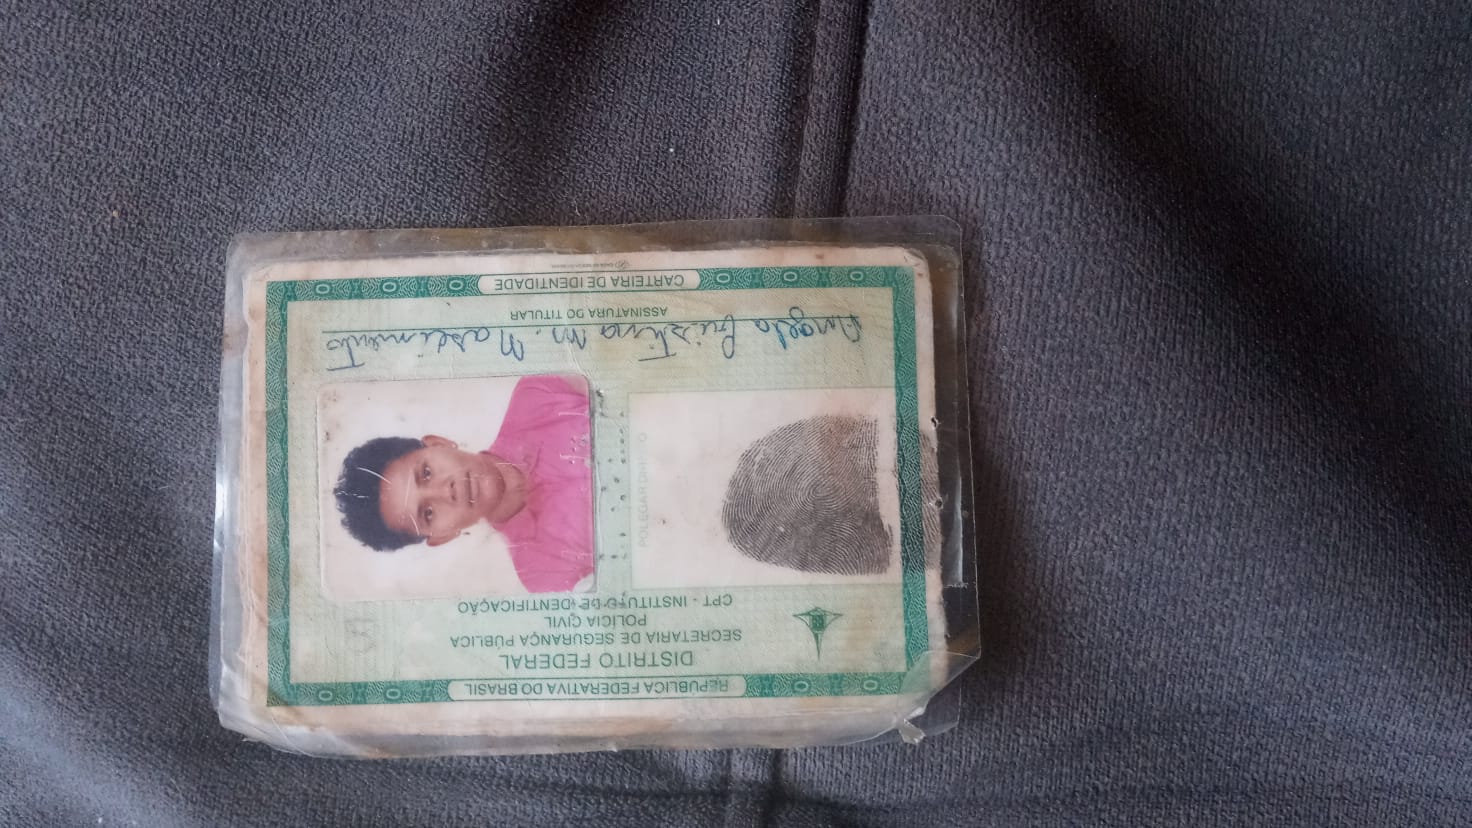 REPÚBLICA FEDERATIVA DO BRASIL
DISTRITO FEDERAL
SECRETARIA DE SEGURANÇA PÚBLICA
POLÍCIA CIVIL
CPT - INSTITUTO DE IDENTIFICAÇÃO
POLEGAR DIREITO
Angela Cristina M. Nascimento
ASSINATURA DO TITULAR
CARTEIRA DE IDENTIDADE